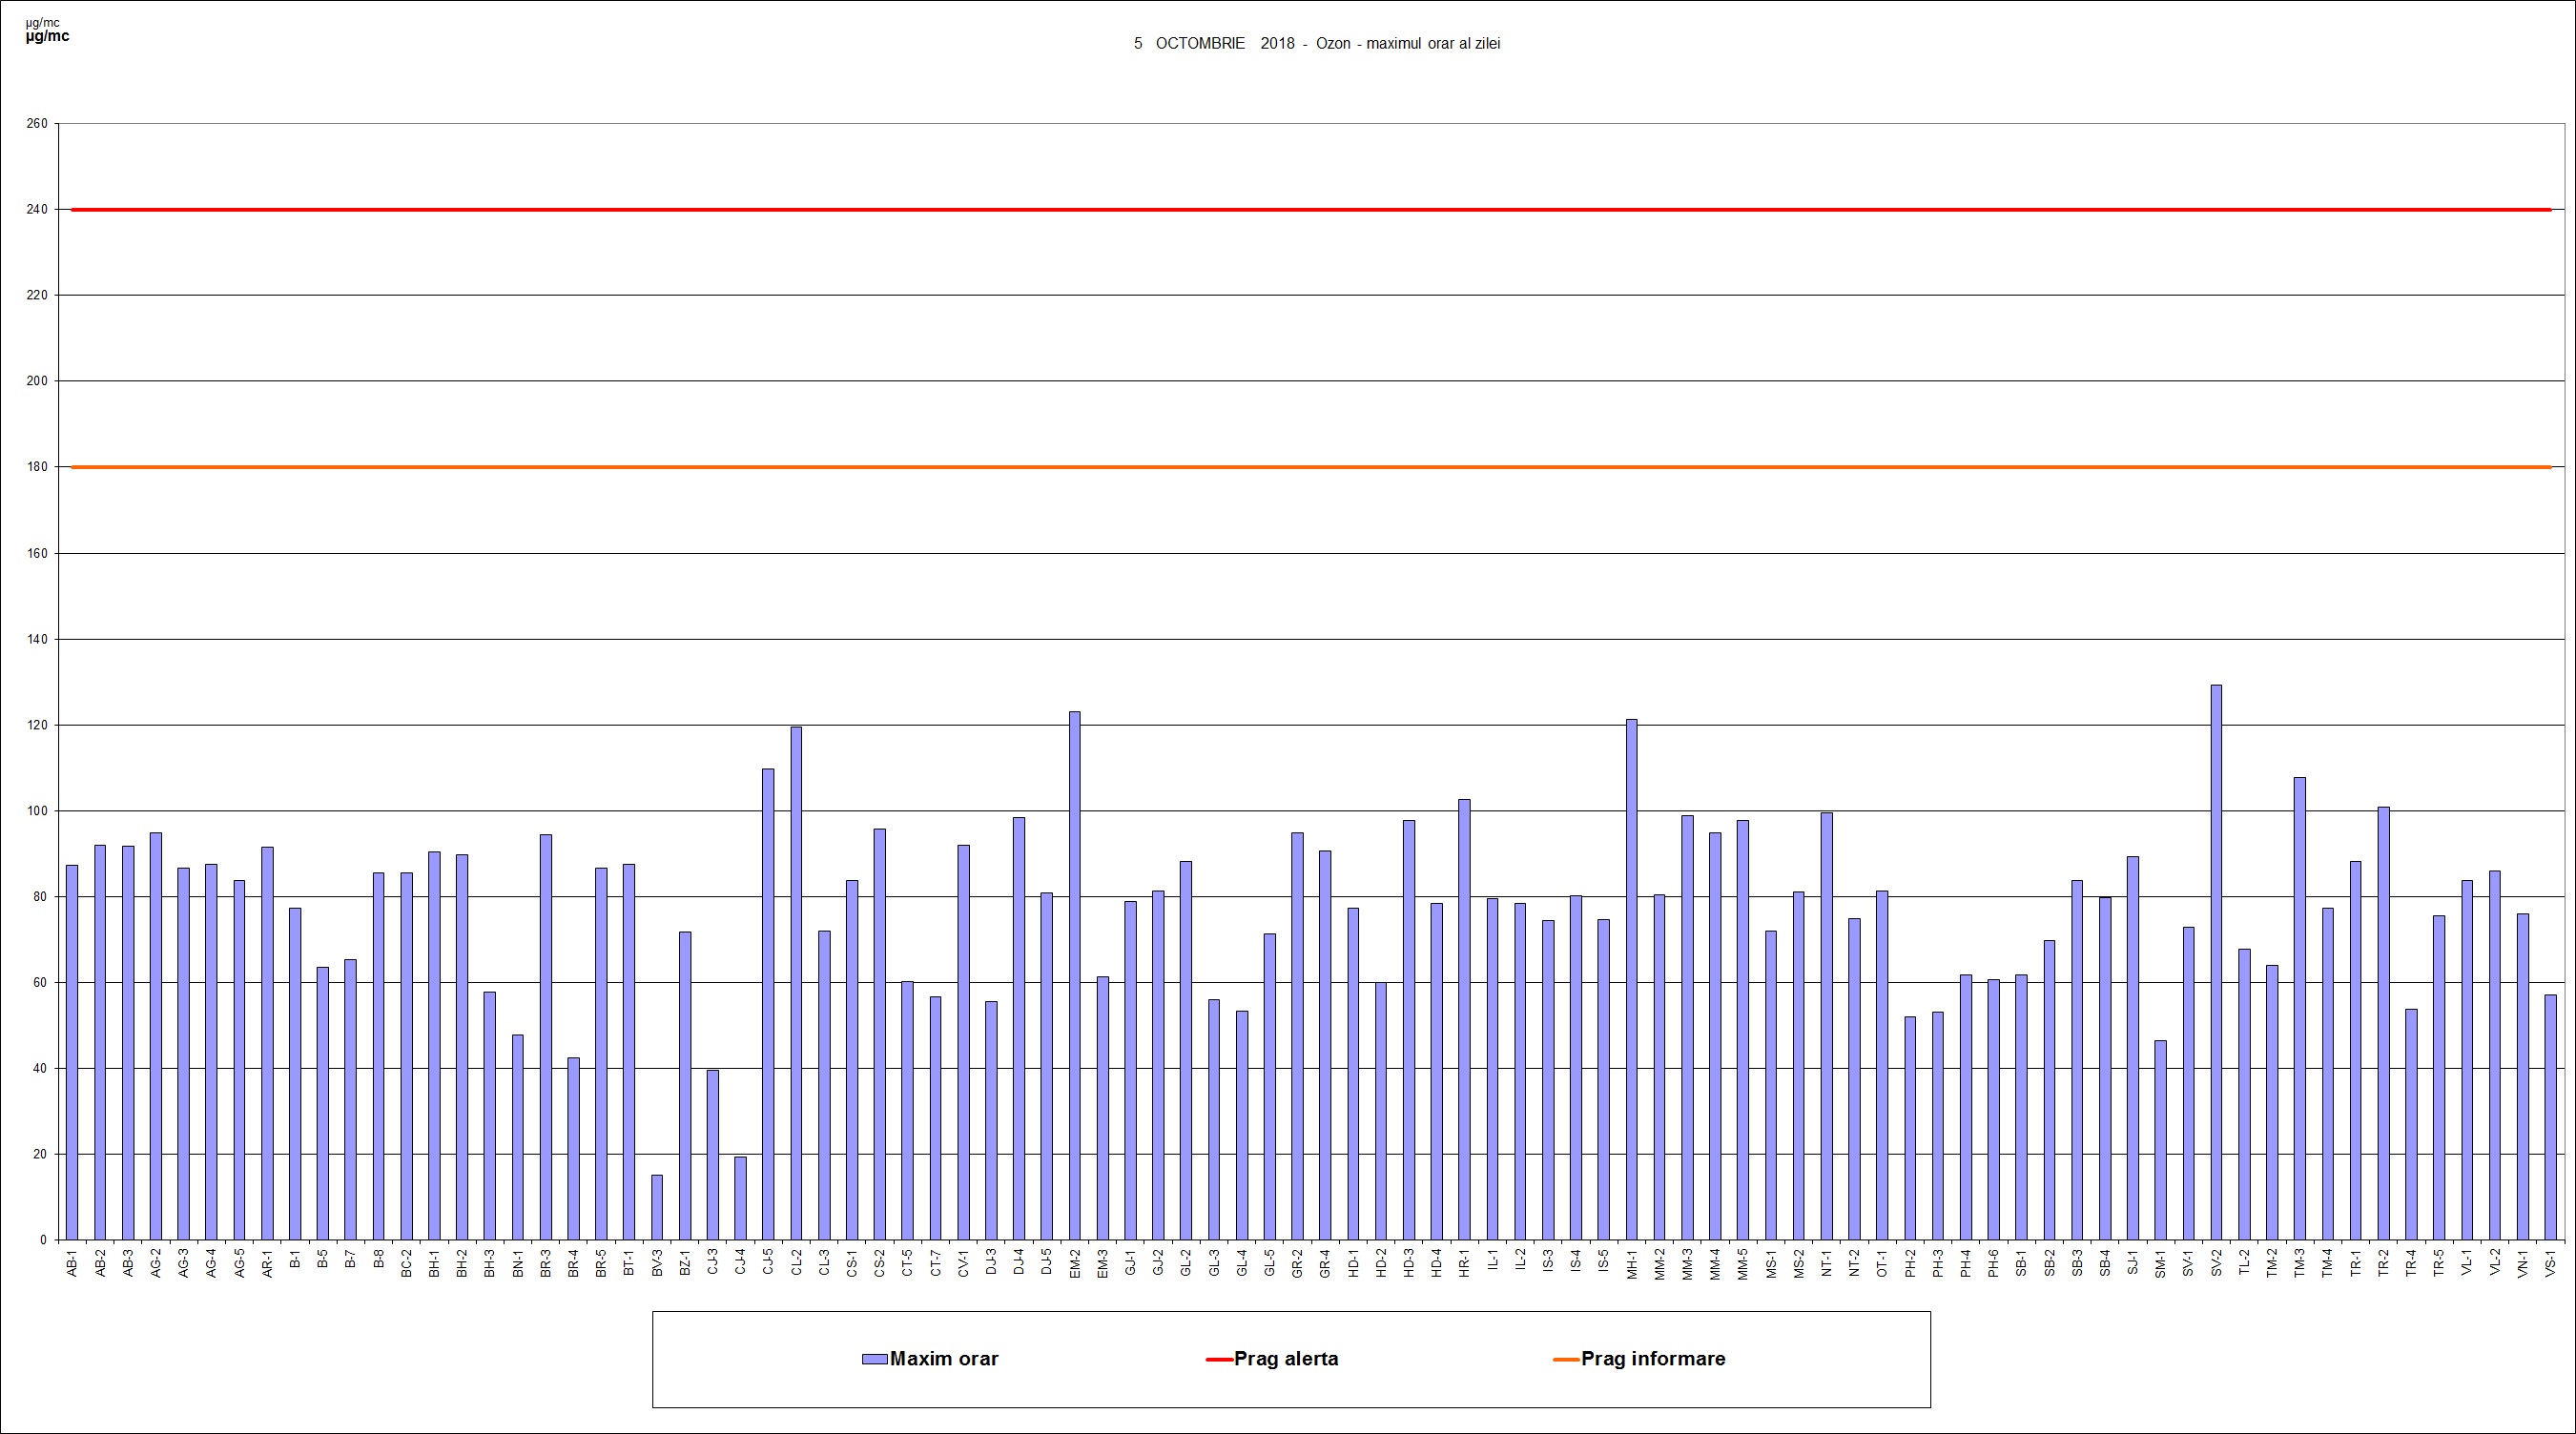 µg/mc
µg/mc
5 OCTOMBRIE 2018 - Ozon - maximul orar al zilei
260
240
220
200
180
160
140
120
100
80
60
40
20
0
AB-1 AB-2 AB-3 AG-2 AG-3 AG-4 AG-5 AR-1 B-1 B-5 B-7 B-8 BC-2 BH-1 BH-2 BH-3 BN-1 BR-3 BR-4 BR-5 BT-1 BV-3 BZ-1 CJ-3 CJ-4 CJ-5 CL-2 CL-3 CS-1 CS-2 CT-5 CT-7 CV-1 DJ-3 DJ-4 DJ-5 EM-2 EM-3 GJ-1 GJ-2 GL-2 GL-3 GL-4 GL-5 GR-2 GR-4 HD-1 HD-2 HD-3 HD-4 HR-1 IL-1 IL-2 IS-3 IS-4 IS-5 MH-1 MM-2 MM-3 MM-4 MM-5 MS-1 MS-2 NT-1 NT-2 OT-1 PH-2 PH-3 PH-4 PH-6 SB-1 SB-2 SB-3 SB-4 SJ-1 SM-1 SV-1 SV-2 TL-2 TM-2 TM-3 TM-4 TR-1 TR-2 TR-4 TR-5 VL-1 VL-2 VN-1 VS-1
Maxim orar Prag alerta Prag informare